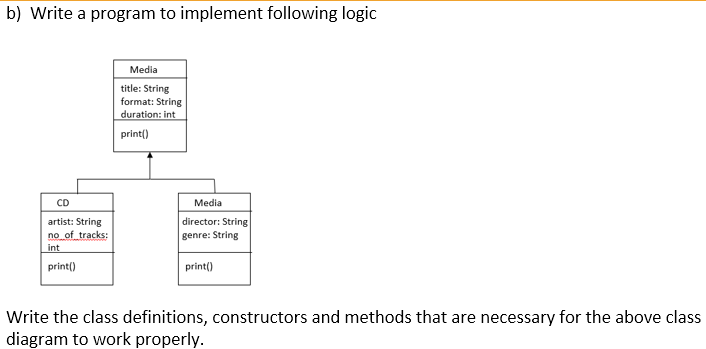 b) Write a program to implement following logic
Media
title: String
format: String
duration: int
print()
CD
artist: String
no_of_tracks:
int
print()
Media
director: String
genre: String
print()
Write the class definitions, constructors and methods that are necessary for the above class
diagram to work properly.